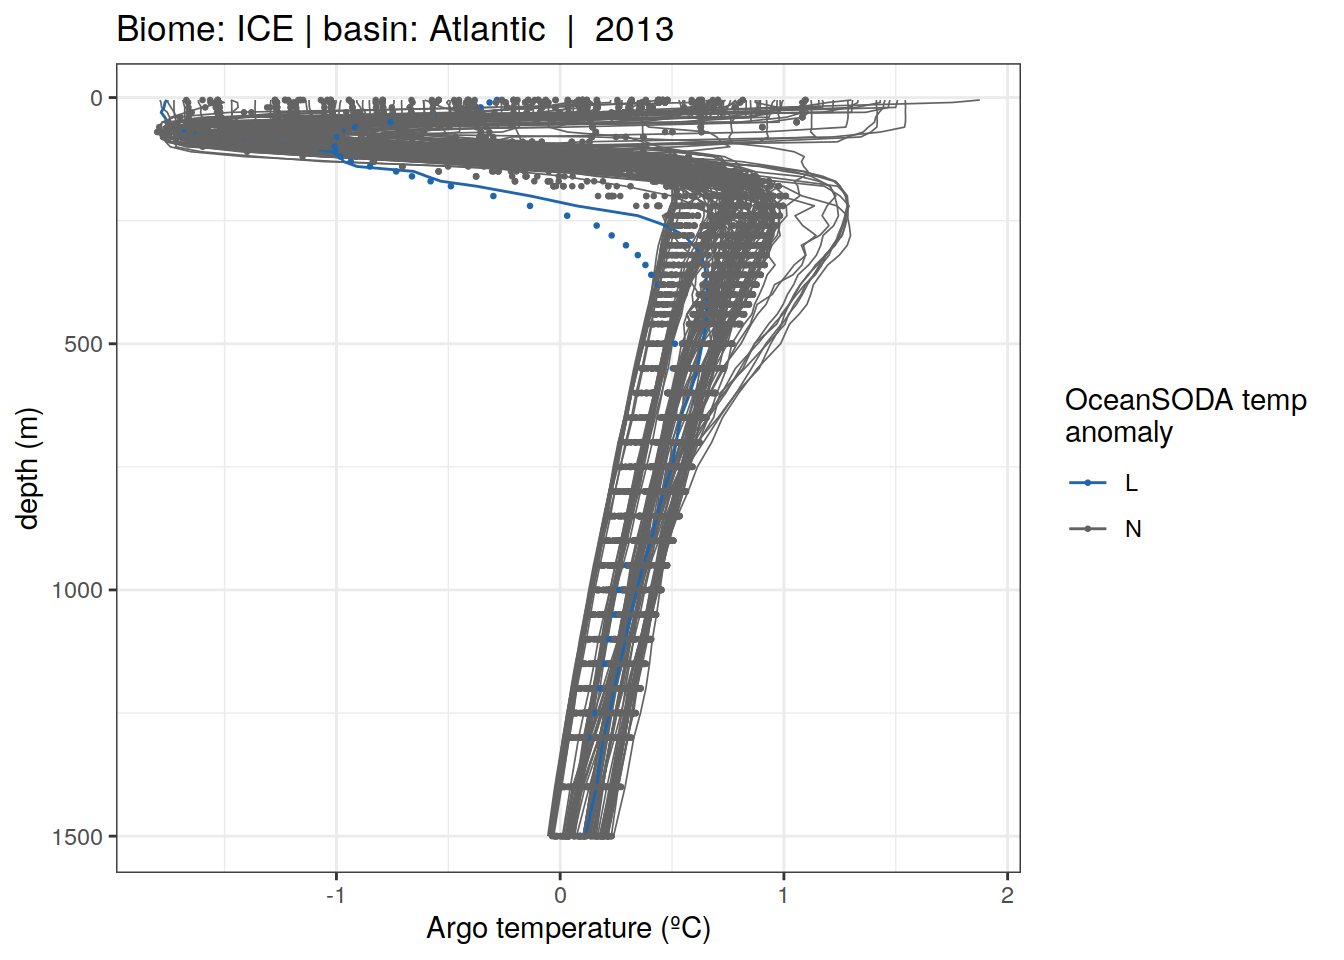 Biome: ICE | basin: Atlantic  |  2013
0
500
1000
1500
depth (m)
-1
0
1
2
Argo temperature (ºC)
OceanSODA temp
anomaly
L
N